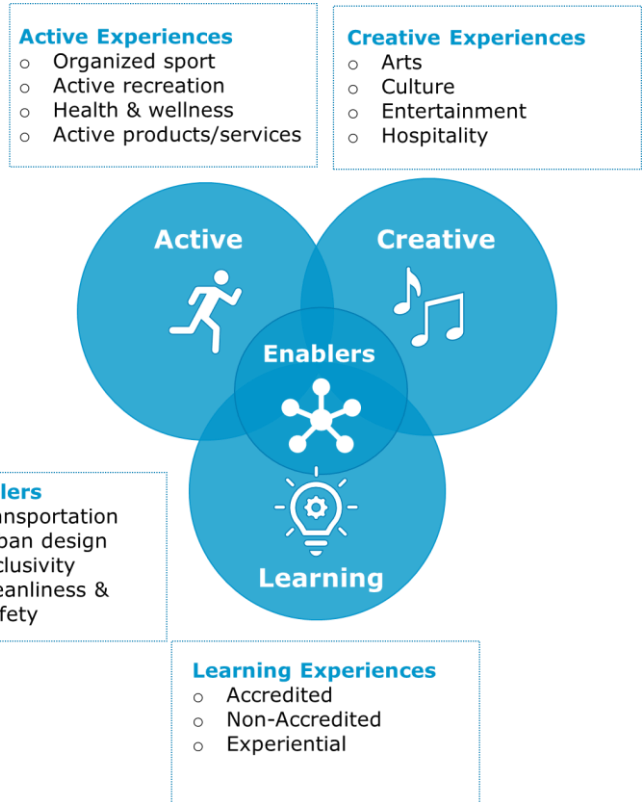 Active Experiences
○ Organized sport
○ Active recreation
○ Health & wellness
○ Active products/services
Creative Experiences
○ Arts
○ Culture
○ Entertainment
○ Hospitality
Active
Creative
Enablers
Learning
lers
ansportation
ban design
clusivity
eanliness &
fety
Learning Experiences
○ Accredited
○ Non-Accredited
○ Experiential